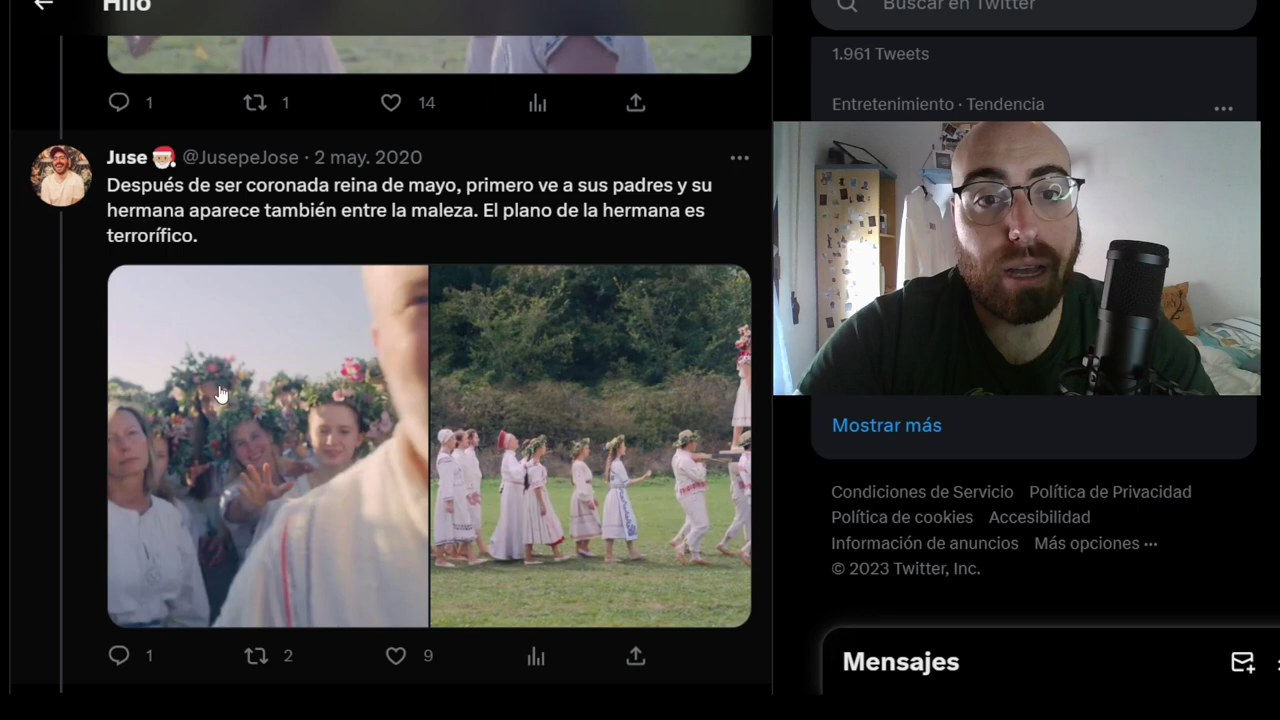 Hilo
1
1
14
Juse @JusepeJose · 2 may. 2020
Después de ser coronada reina de mayo, primero ve a sus padres y su
hermana aparece también entre la maleza. El plano de la hermana es
terrorífico.
1
2
9
Buscar en Twitter
1.961 Tweets
Entretenimiento · Tendencia
Mostrar más
Condiciones de Servicio Política de Privacidad
Política de cookies Accesibilidad
Información de anuncios Más opciones
© 2023 Twitter, Inc.
Mensajes